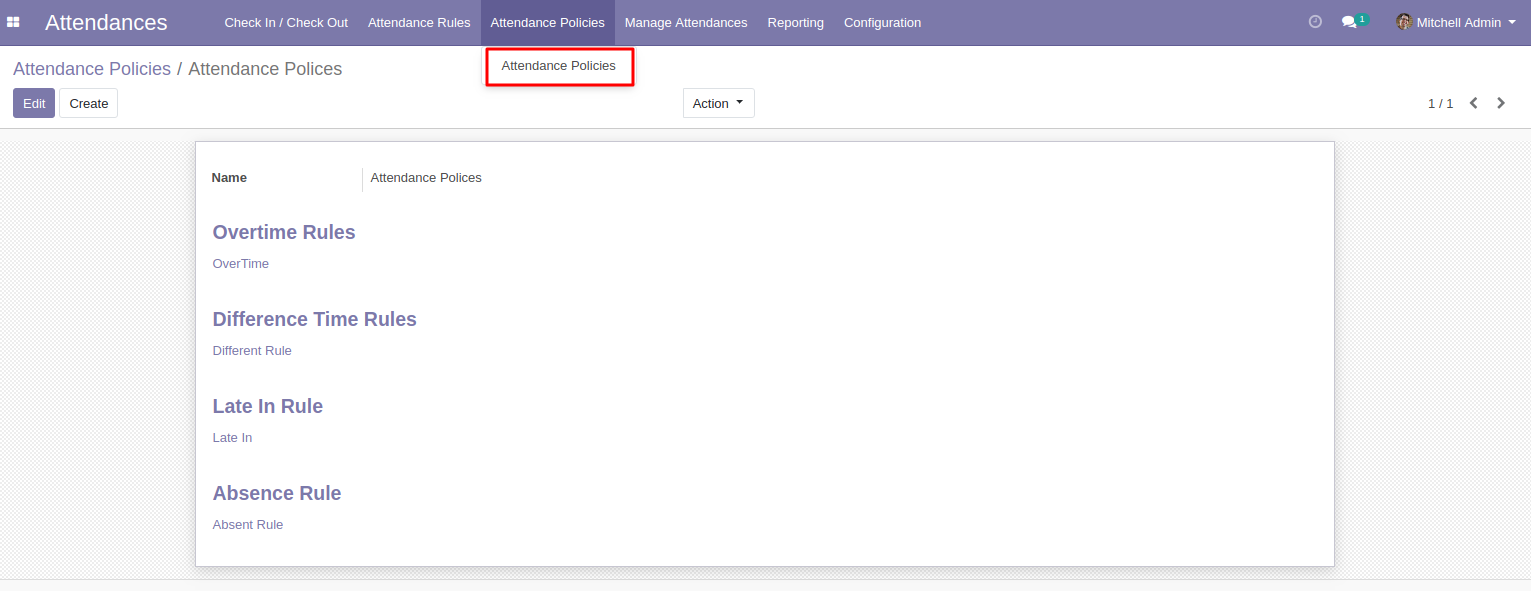 Attendances Check In / Check Out Attendance Rules Attendance Policies Manage Attendances Reporting Configuration 1 Mitchell Admin
Attendance Policies
Attendance Policies / Attendance Polices
Edit Create Action 1 / 1
Name Attendance Polices
Overtime Rules
OverTime
Difference Time Rules
Different Rule
Late In Rule
Late In
Absence Rule
Absent Rule